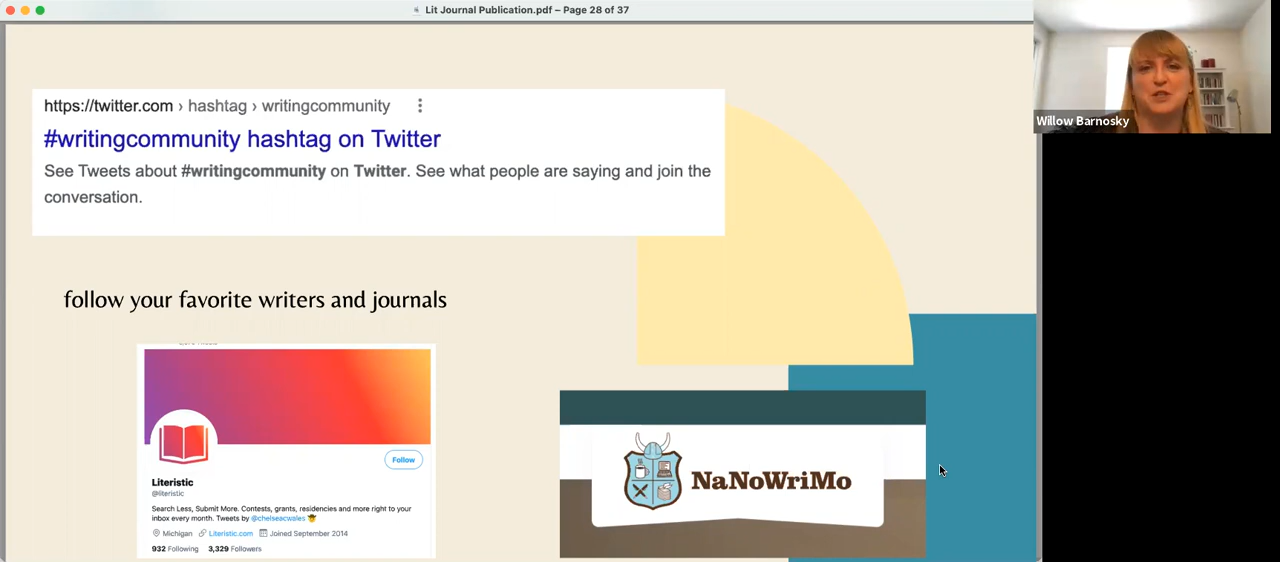 Lit Journal Publication.pdf – Page 28 of 37
Willow Barnosky
https://twitter.com › hashtag › writingcommunity
#writingcommunity hashtag on Twitter
See Tweets about #writingcommunity on Twitter. See what people are saying and join the
conversation.
follow your favorite writers and journals
Follow
Literistic
@literistic
Search Less, Submit More. Contests, grants, residencies and more right to your
inbox every month. Tweets by @chelseacwales 🤠
Michigan Literistic.com Joined September 2014
932 Following 3,329 Followers
NaNoWriMo